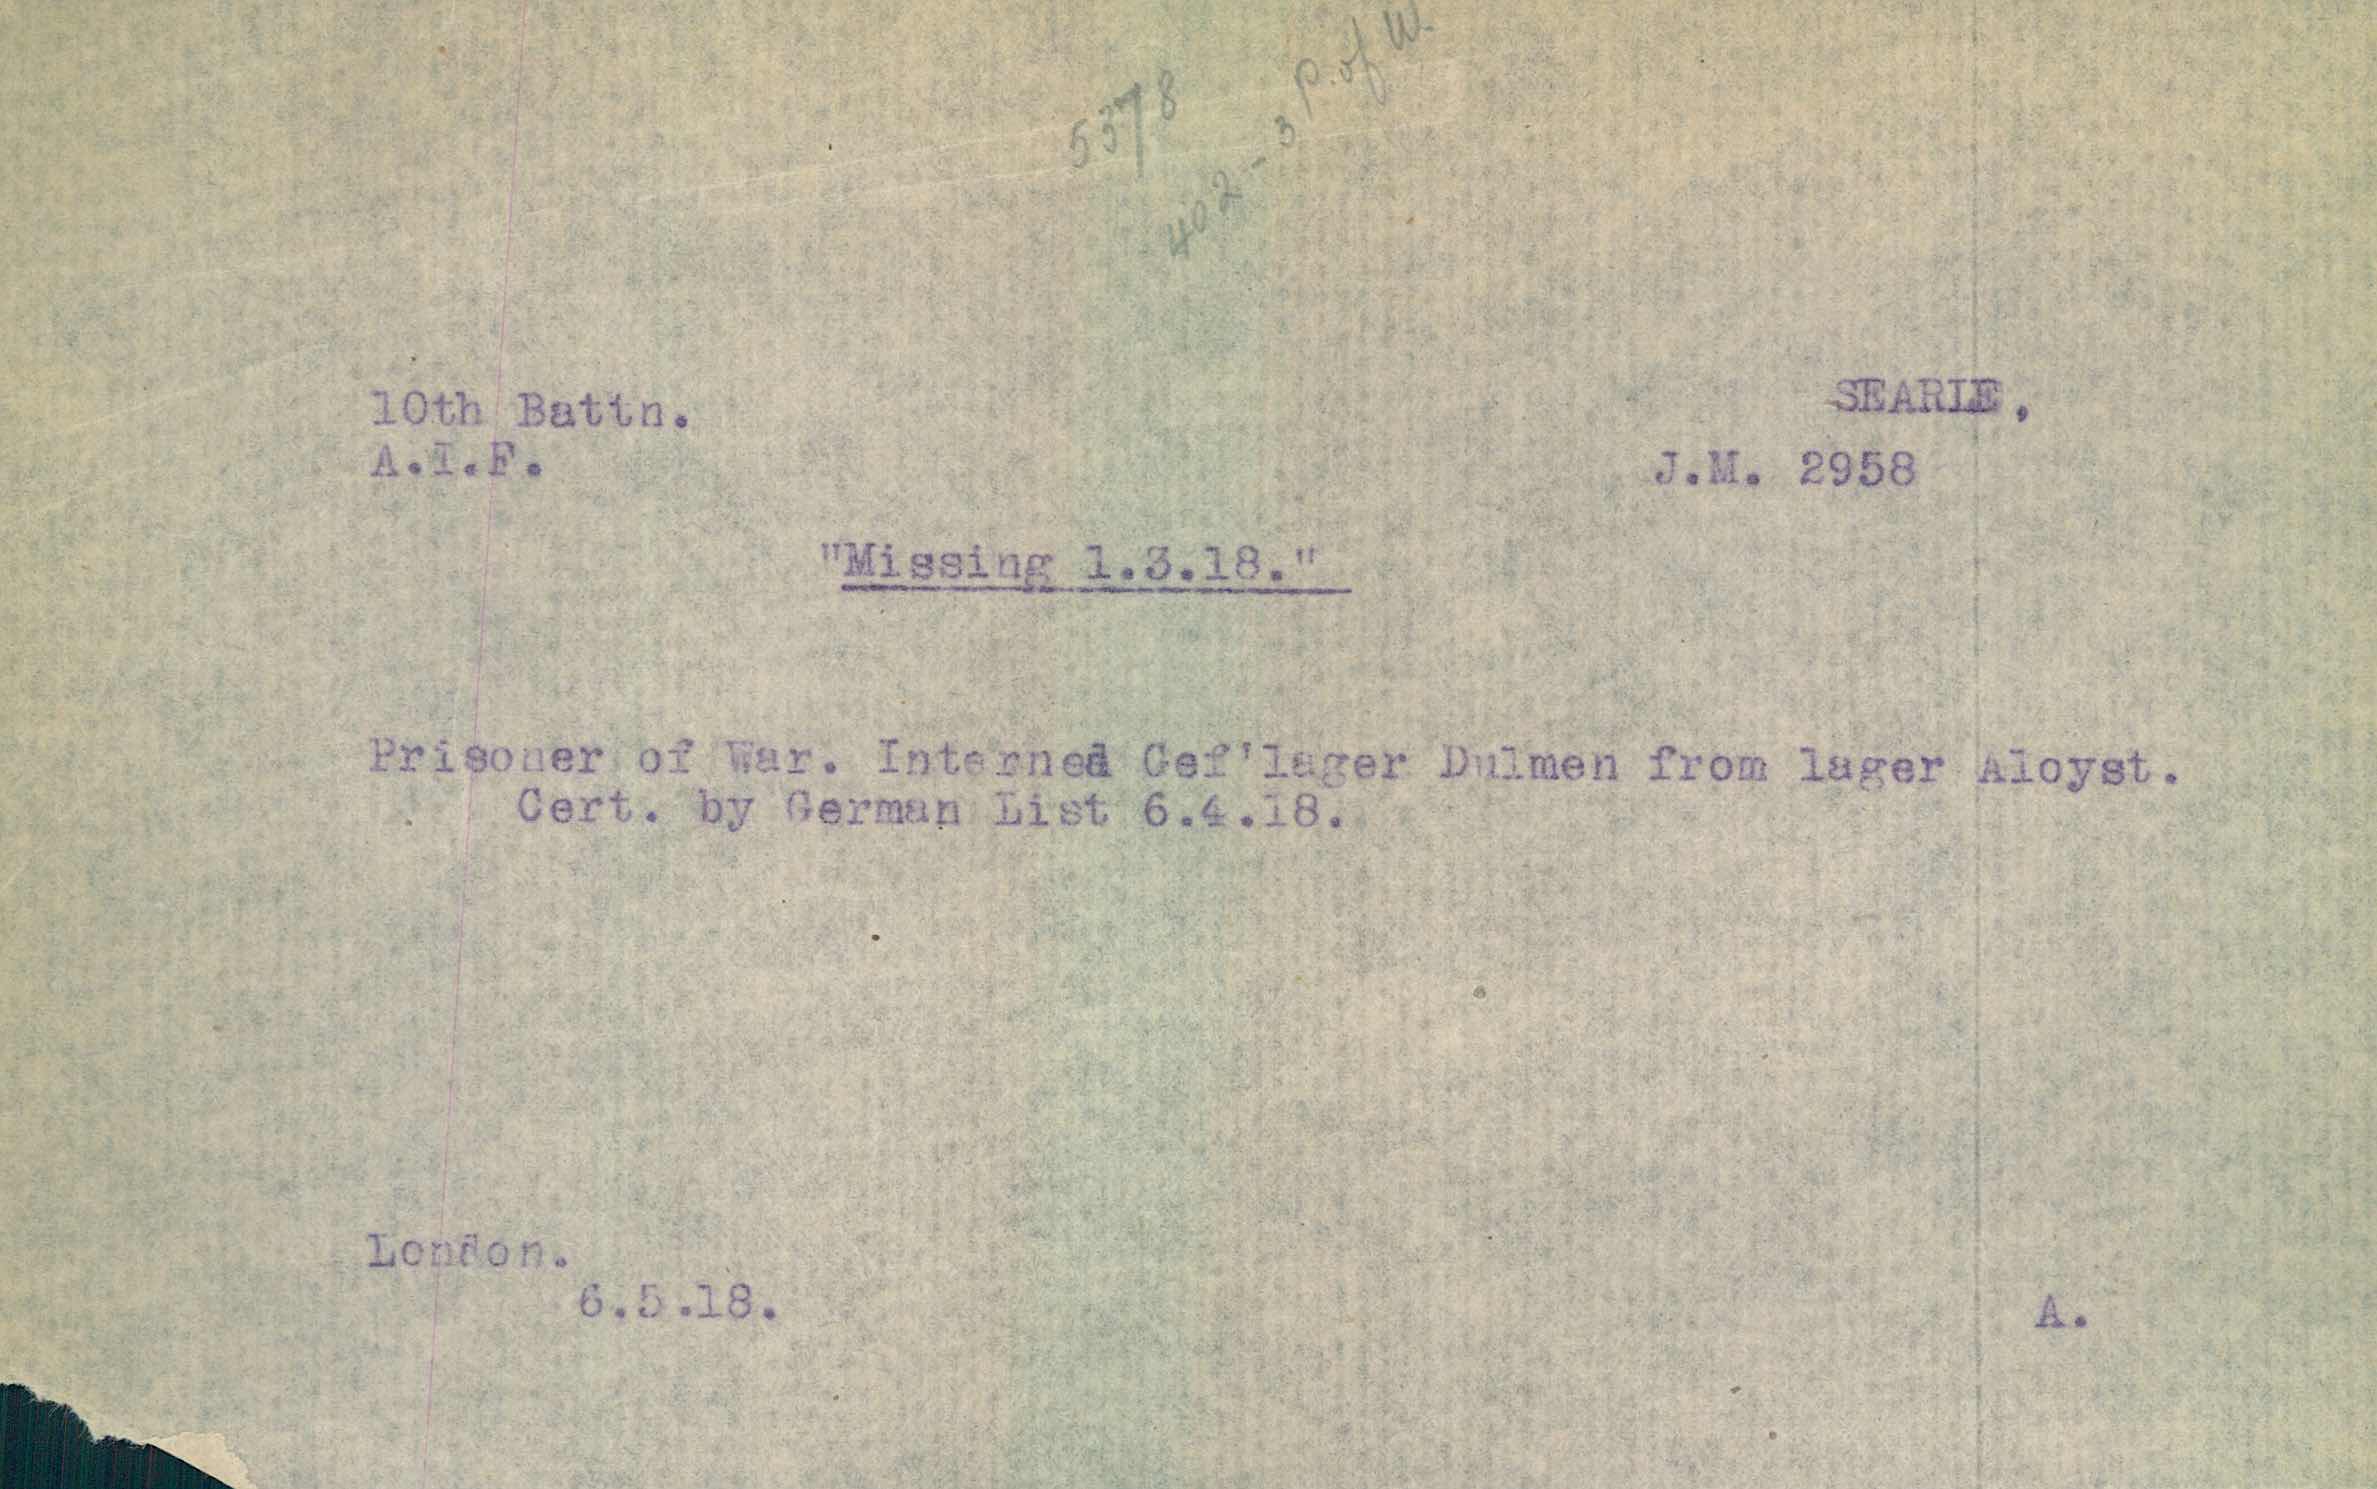 5378
402 - 3 P. of W.
10th Battn.
A.I.F.
SEARLE,
J.M. 2958
"Missing 1.3.18."
Prisoner of War. Interned Gef'lager Dulmen from lager Aloyst.
Cert. by German List 6.4.18.
London.
6.5.18.
A.